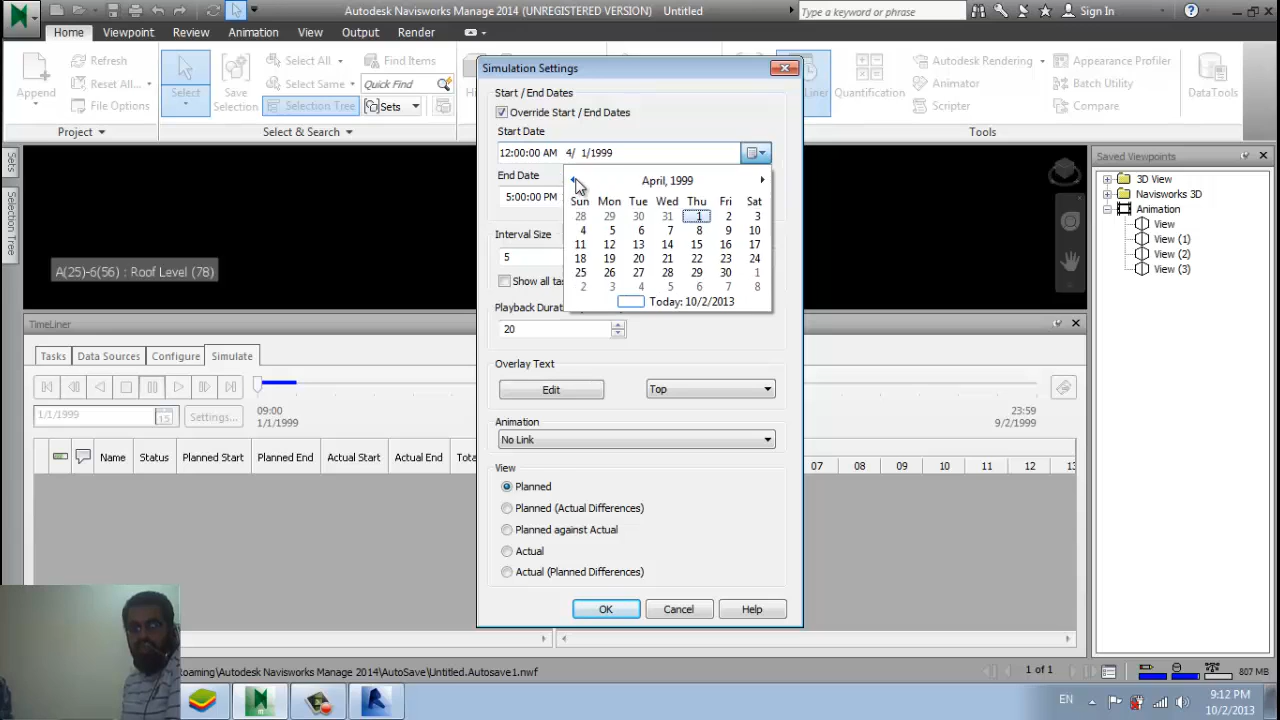 Autodesk Navisworks Manage 2014 (UNREGISTERED VERSION) Untitled
Type a keyword or phrase
Sign In
Home Viewpoint Review Animation View Output Render
Append
Refresh
Reset All...
File Options
Project
Select
Save Selection
Select All
Select Same
Selection Tree
Find Items
Quick Find
Sets
Select & Search
Quantification
Autodesk Rendering
Animator
Scripter
Appearance Profiler
Batch Utility
Compare
DataTools
Tools
Sets
Selection Tree
A(25)-6(56) : Roof Level (78)
Simulation Settings
Start / End Dates
Override Start / End Dates
Start Date
12:00:00 AM 4/ 1/1999
End Date
5:00:00 PM
April, 1999
Sun Mon Tue Wed Thu Fri Sat
28 29 30 31 1 2 3
4 5 6 7 8 9 10
11 12 13 14 15 16 17
18 19 20 21 22 23 24
25 26 27 28 29 30 1
2 3 4 5 6 7 8
Today: 10/2/2013
Interval Size
5
Show all tas
Playback Durat
20
Overlay Text
Edit
Top
Animation
No Link
View
Planned
Planned (Actual Differences)
Planned against Actual
Actual
Actual (Planned Differences)
OK Cancel Help
Saved Viewpoints
3D View
Navisworks 3D
Animation
View
View (1)
View (2)
View (3)
TimeLiner
Tasks Data Sources Configure Simulate
1/1/1999
15
Settings...
09:00
1/1/1999
23:59
9/2/1999
Name Status Planned Start Planned End Actual Start Actual End Tota
07 08 09 10 11 12 13
oaming\Autodesk Navisworks Manage 2014\AutoSave\Untitled.Autosave1.nwf
1 of 1
807 MB
EN
9:12 PM
10/2/2013